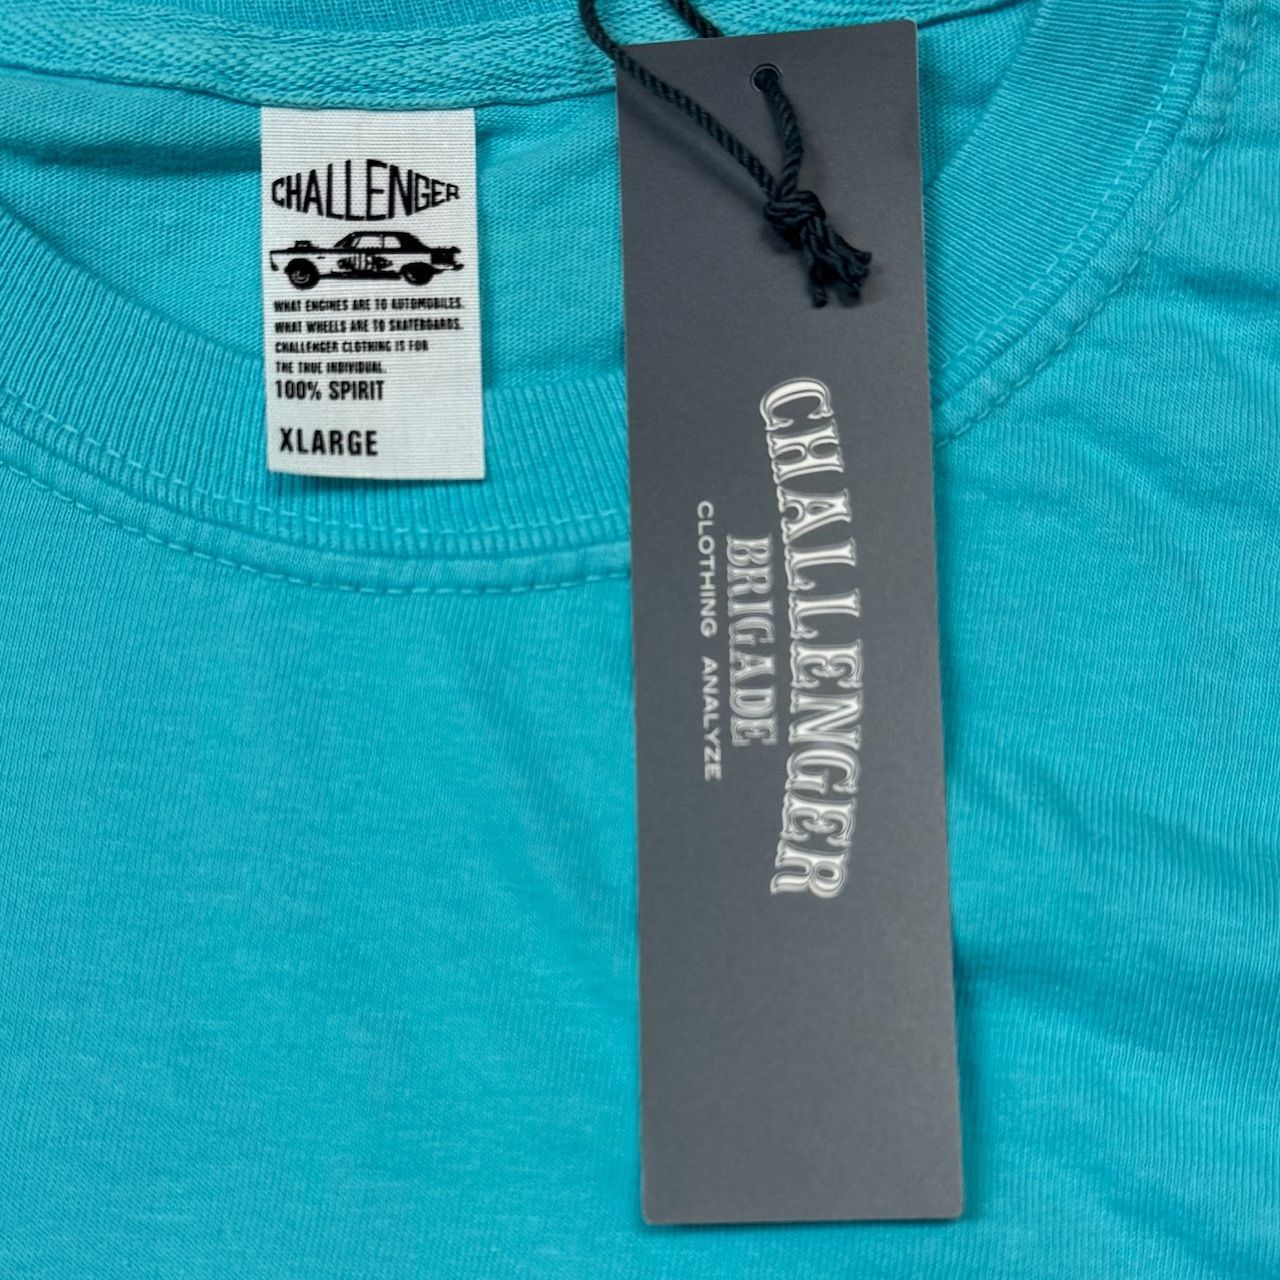 CHALLENGER
WHAT ENGINES ARE TO AUTOMOBILES.
WHAT WHEELS ARE TO SKATEBOARDS.
CHALLENGER CLOTHING IS FOR
THE TRUE INDIVIDUAL.
100% SPIRIT
XLARGE
CHALLENGER
BRIGADE
CLOTHING ANALYZE